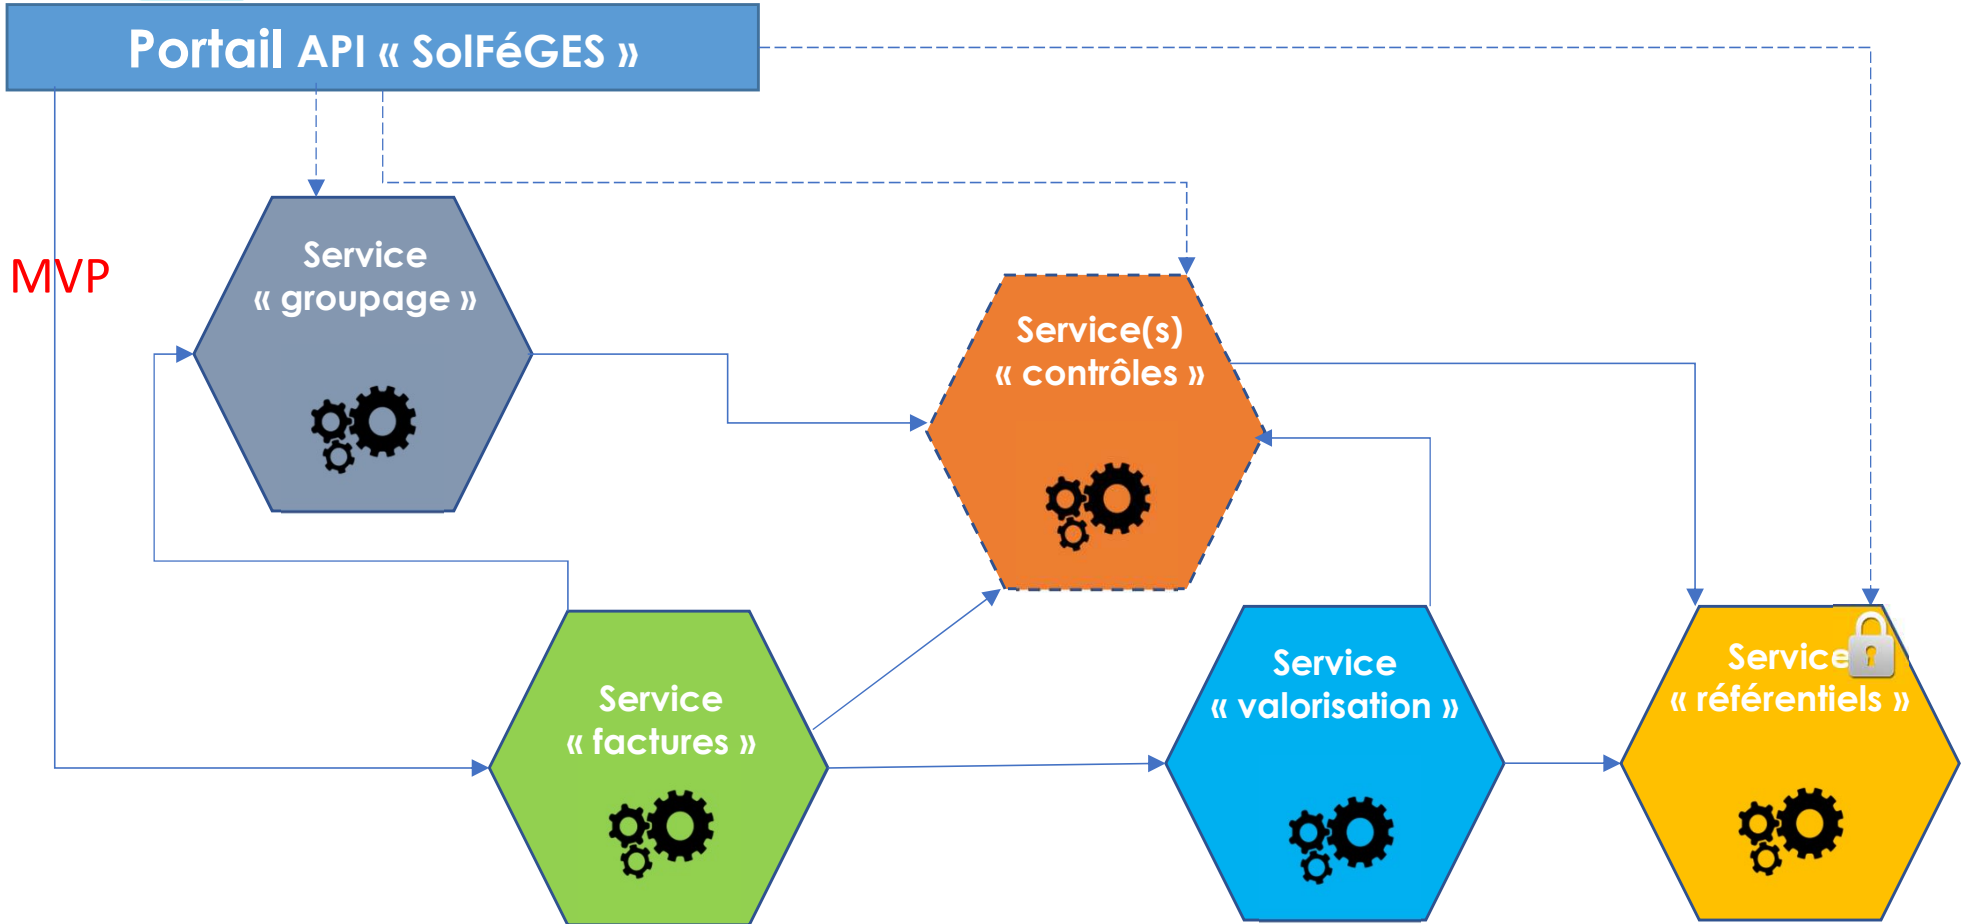 Portail API « SolFéGES »
MVP
Service
« groupage »
Service(s)
« contrôles »
Service
« factures »
Service
« valorisation »
Service
« référentiels »